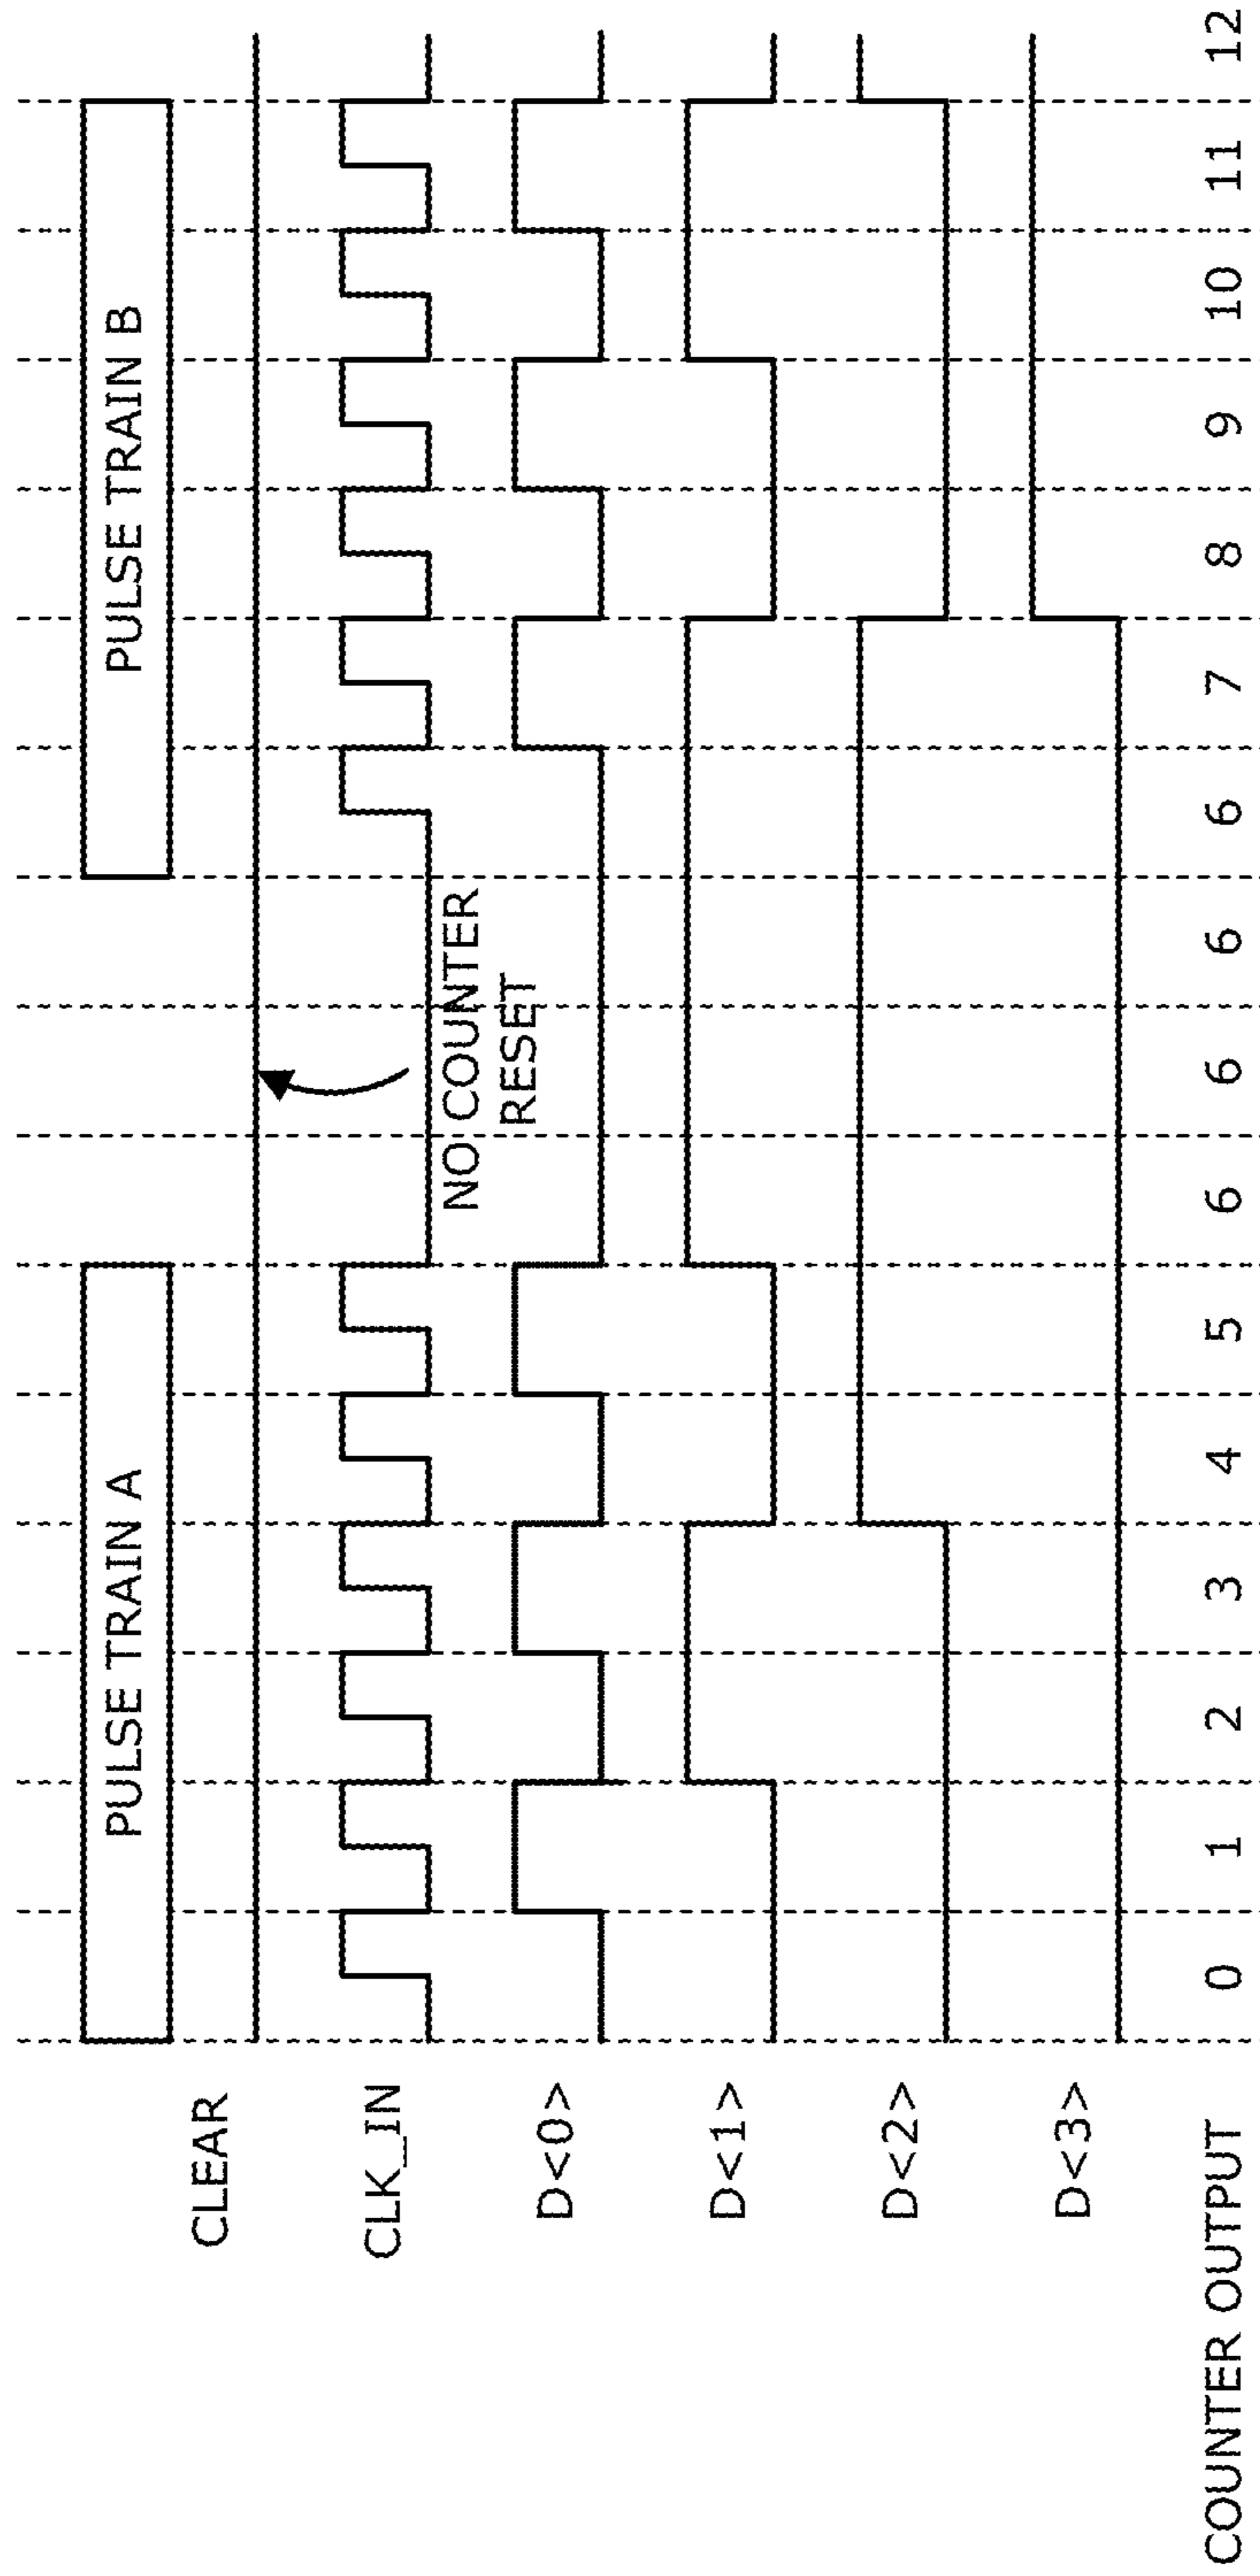 PULSE TRAIN A
PULSE TRAIN B
CLEAR
CLK_IN
NO COUNTER
RESET
D<0>
D<1>
D<2>
D<3>
COUNTER OUTPUT 0 1 2 3 4 5 6 6 6 6 7 8 9 10 11 12